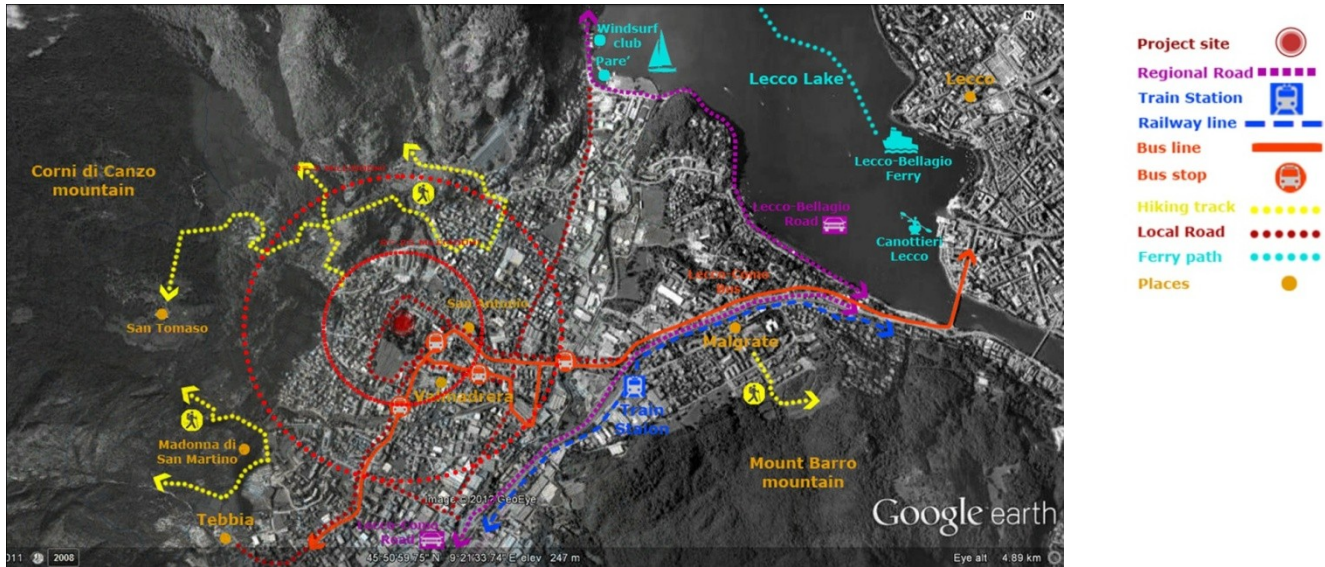 Windsurf
club
Pare'
N
Lecco Lake
Lecco
Corni di Canzo
mountain
Lecco-Bellagio
Ferry
Lecco-Bellagio
Road
Canottieri
Lecco
Lecco-Como
Bus
San Tomaso
San Antonio
Malgrate
Valmadrera
Train
Station
Madonna di
San Martino
Mount Barro
mountain
Image © 2012 GeoEye
Tebbia
Lecco-Como
Road
Google earth
011
2008
45°50'59.75" N 9°21'33.74" E elev 247 m
Eye alt 4.89 km
Project site
Regional Road
Train Station
Railway line
Bus line
Bus stop
Hiking track
Local Road
Ferry path
Places